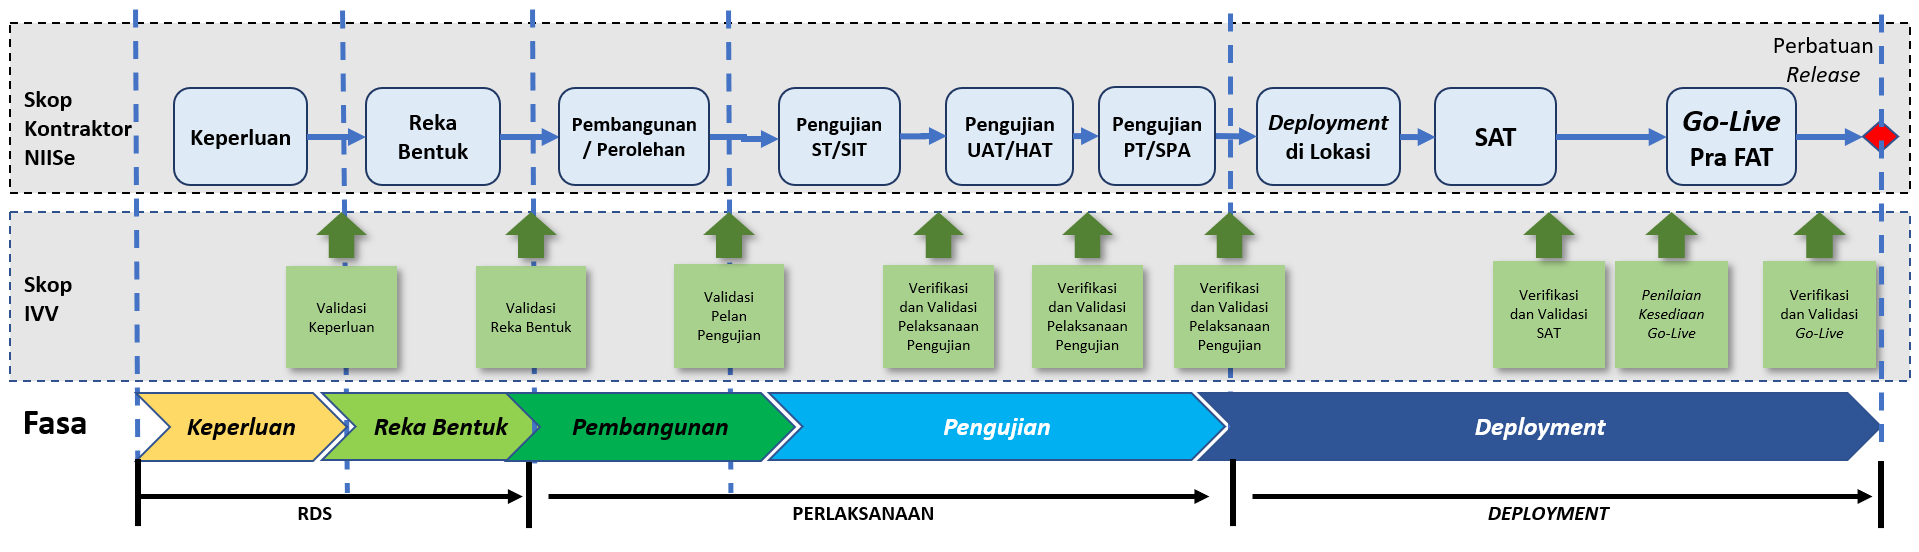 Perbatuan
Release
Skop
Kontraktor
NIISe
Keperluan
Reka
Bentuk
Pembangunan
/ Perolehan
Pengujian
ST/SIT
Pengujian
UAT/HAT
Pengujian
PT/SPA
Deployment
di Lokasi
SAT
Go-Live
Pra FAT
Skop
IVV
Validasi
Keperluan
Validasi
Reka Bentuk
Validasi
Pelan
Pengujian
Verifikasi
dan Validasi
Pelaksanaan
Pengujian
Verifikasi
dan Validasi
Pelaksanaan
Pengujian
Verifikasi
dan Validasi
Pelaksanaan
Pengujian
Verifikasi
dan Validasi
SAT
Penilaian
Kesediaan
Go-Live
Verifikasi
dan Validasi
Go-Live
Fasa
Keperluan
Reka Bentuk
Pembangunan
Pengujian
Deployment
RDS
PERLAKSANAAN
DEPLOYMENT